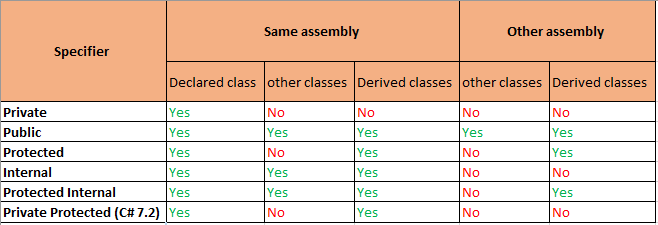 Specifier Same assembly Other assembly
Declared class other classes Derived classes other classes Derived classes
Private Yes No No No No
Public Yes Yes Yes Yes Yes
Protected Yes No Yes No Yes
Internal Yes Yes Yes No No
Protected Internal Yes Yes Yes No Yes
Private Protected (C# 7.2) Yes No Yes No No